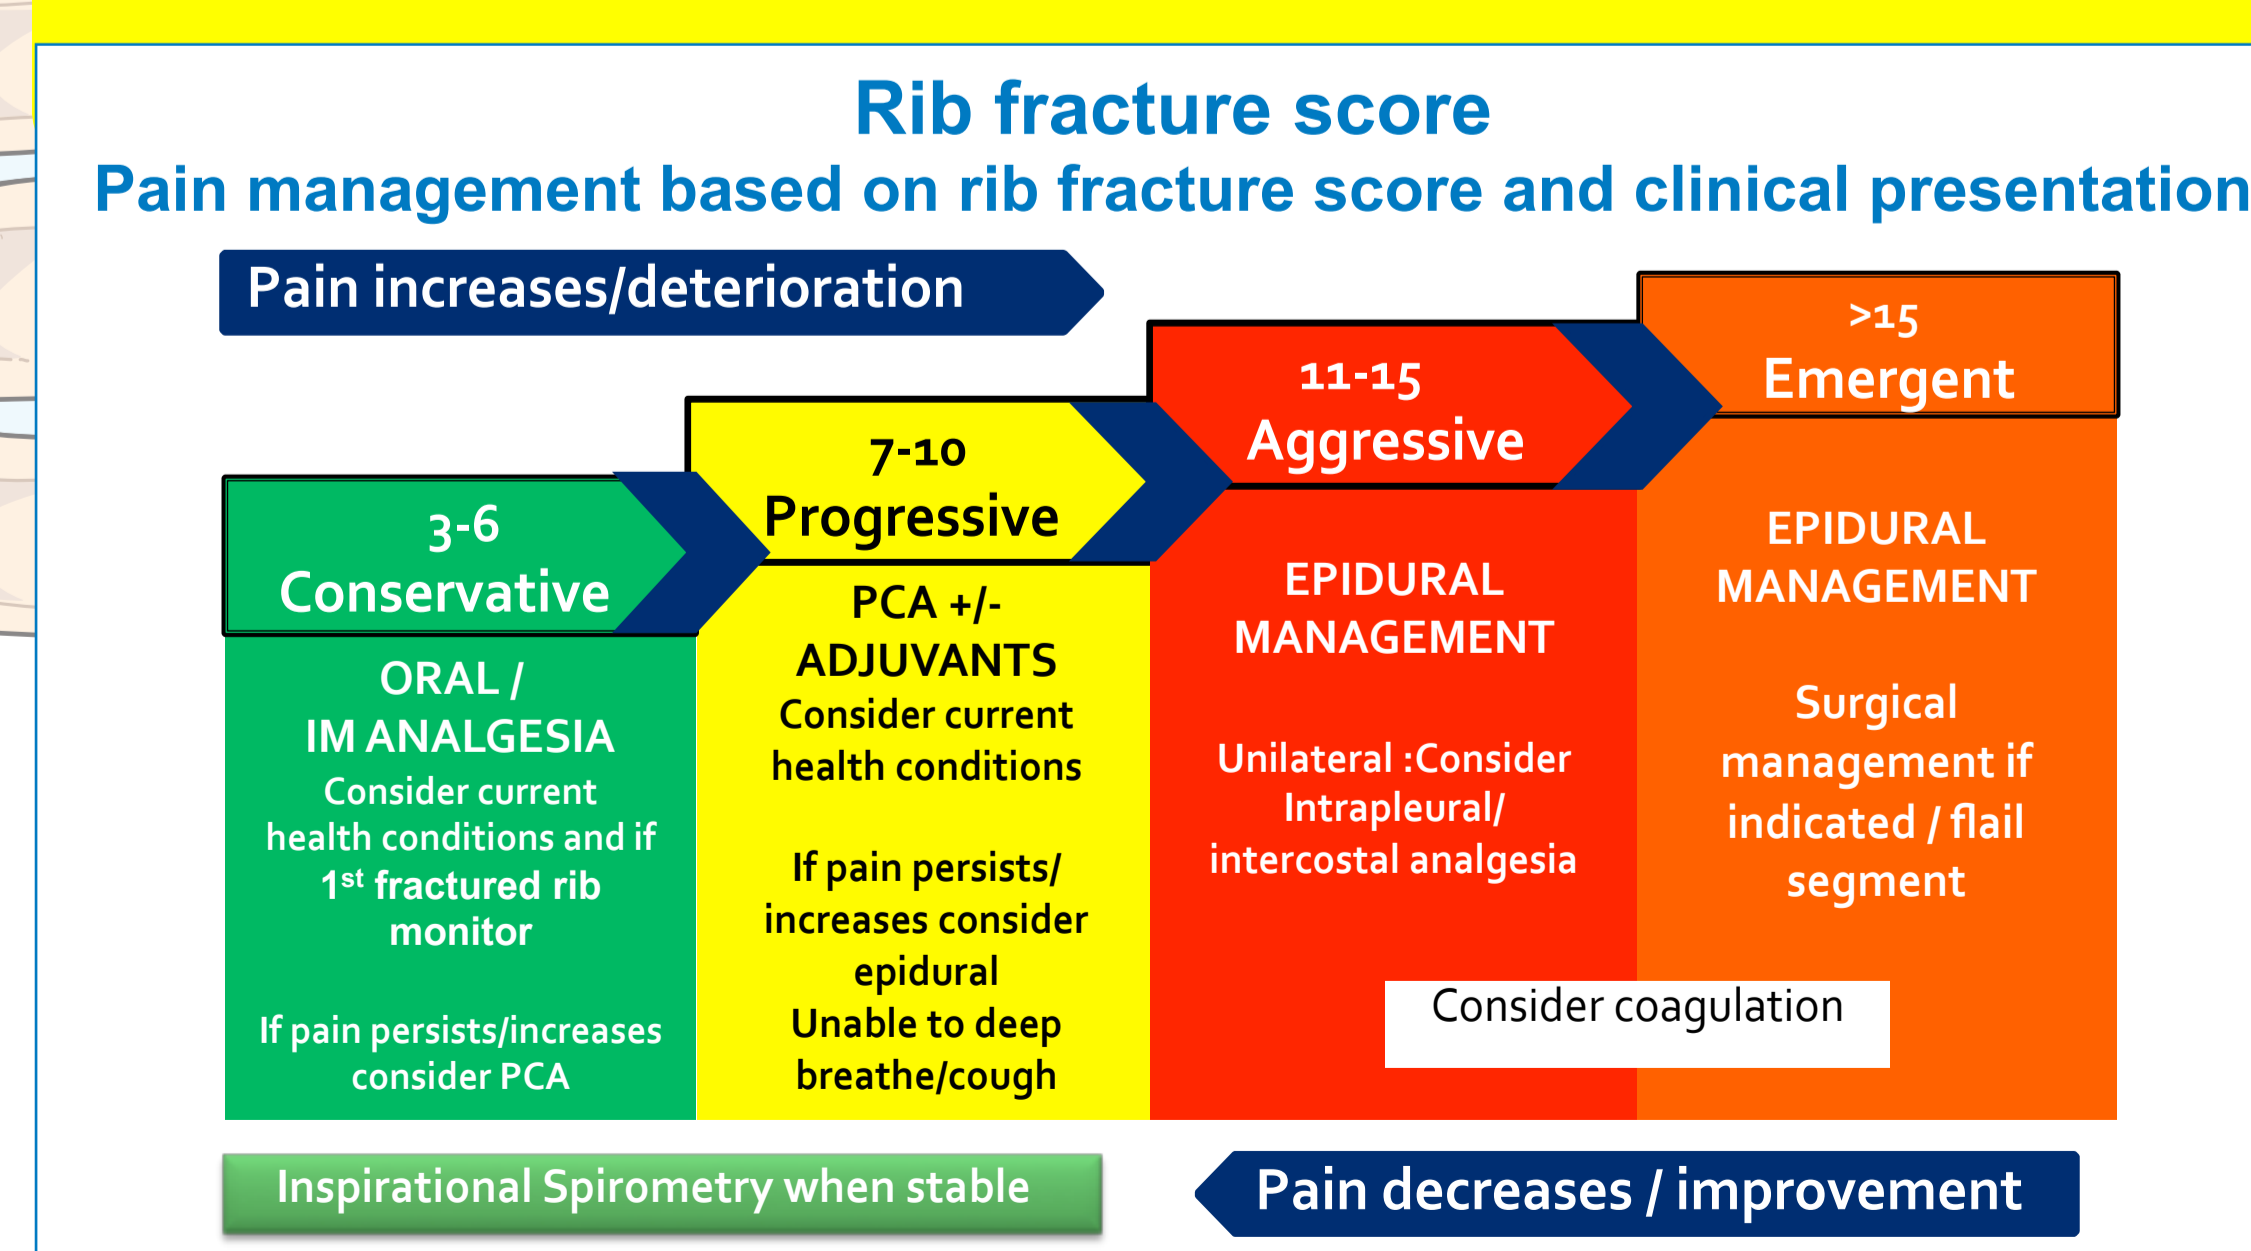 Rib fracture score
Pain management based on rib fracture score and clinical presentation
Pain increases/deterioration
3-6
Conservative
ORAL /
IM ANALGESIA
Consider current
health conditions and if
1st fractured rib
monitor
If pain persists/increases
consider PCA
7-10
Progressive
PCA +/-
ADJUVANTS
Consider current
health conditions
If pain persists/
increases consider
epidural
Unable to deep
breathe/cough
11-15
Aggressive
EPIDURAL
MANAGEMENT
Unilateral :Consider
Intrapleural/
intercostal analgesia
>15
Emergent
EPIDURAL
MANAGEMENT
Surgical
management if
indicated / flail
segment
Consider coagulation
Inspirational Spirometry when stable
Pain decreases / improvement